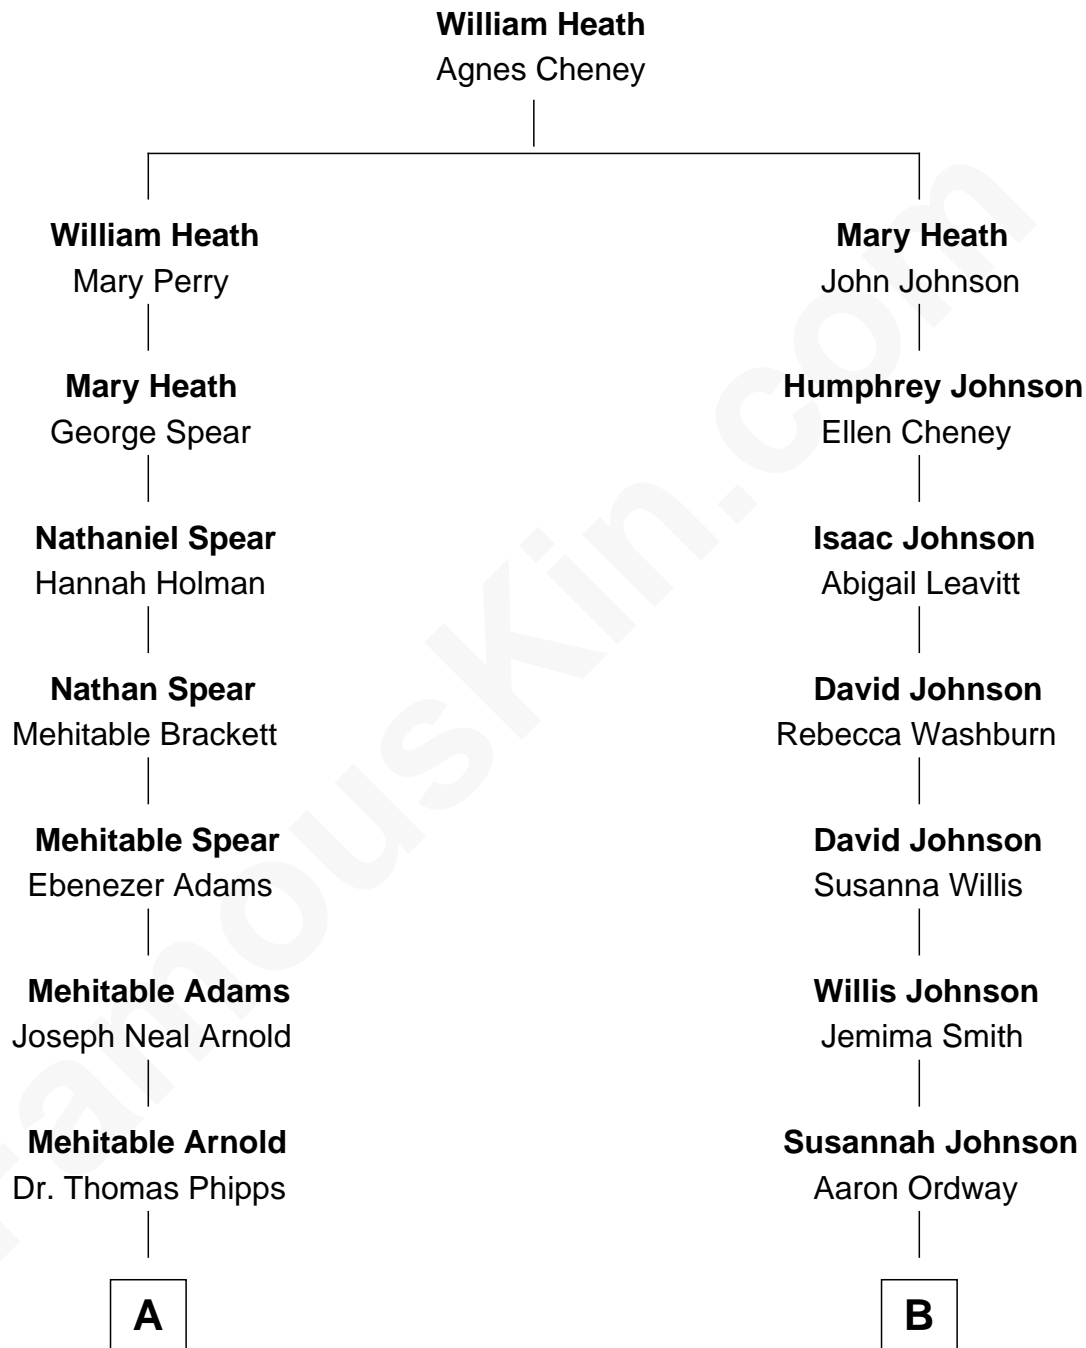 William Heath
Agnes Cheney
William Heath
Mary Perry
Mary Heath
John Johnson
Mary Heath
George Spear
Humphrey Johnson
Ellen Cheney
Nathaniel Spear
Hannah Holman
Isaac Johnson
Abigail Leavitt
Nathan Spear
Mehitable Brackett
David Johnson
Rebecca Washburn
Mehitable Spear
Ebenezer Adams
David Johnson
Susanna Willis
Mehitable Adams
Joseph Neal Arnold
Willis Johnson
Jemima Smith
Mehitable Arnold
Dr. Thomas Phipps
Susannah Johnson
Aaron Ordway
A
B
FamousKin.com